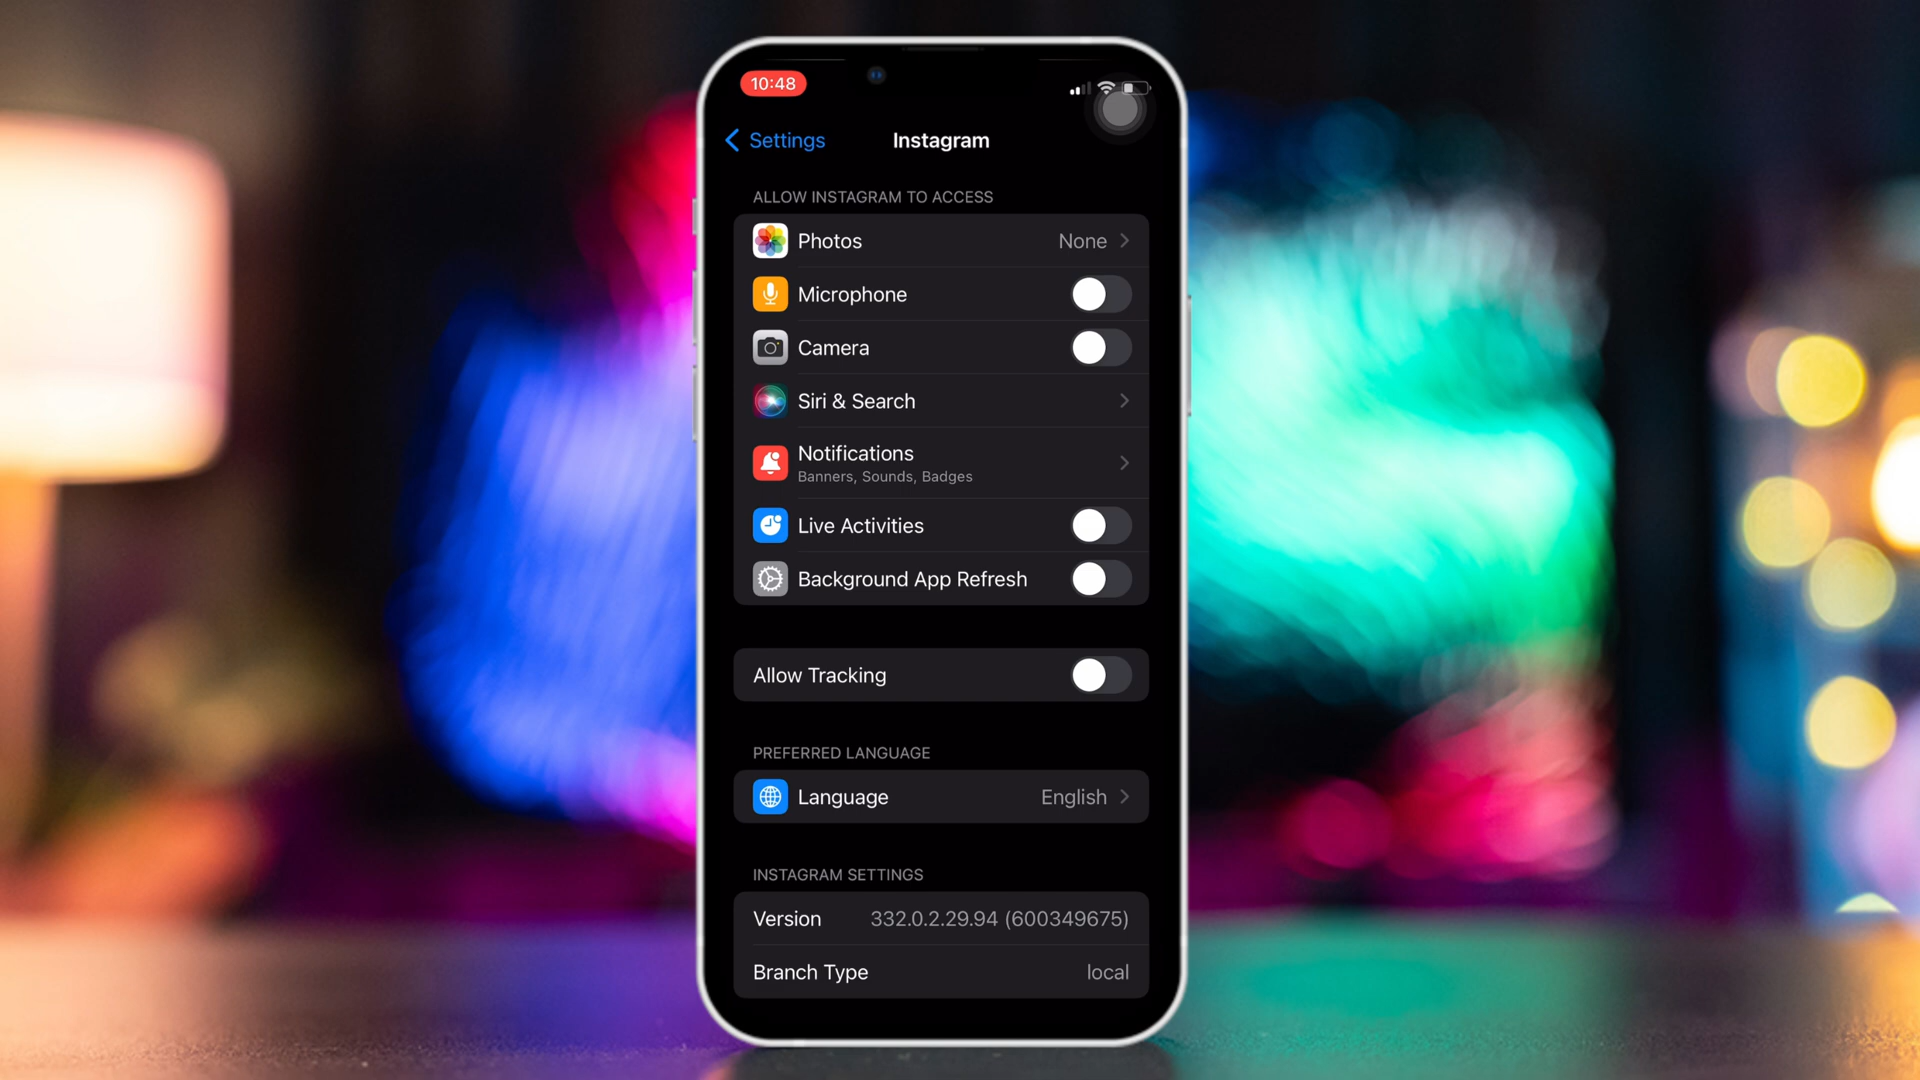 10:48
Settings
Instagram
ALLOW INSTAGRAM TO ACCESS
Photos None
Microphone
Camera
Siri & Search
Notifications
Banners, Sounds, Badges
Live Activities
Background App Refresh
Allow Tracking
PREFERRED LANGUAGE
Language English
INSTAGRAM SETTINGS
Version 332.0.2.29.94 (600349675)
Branch Type local